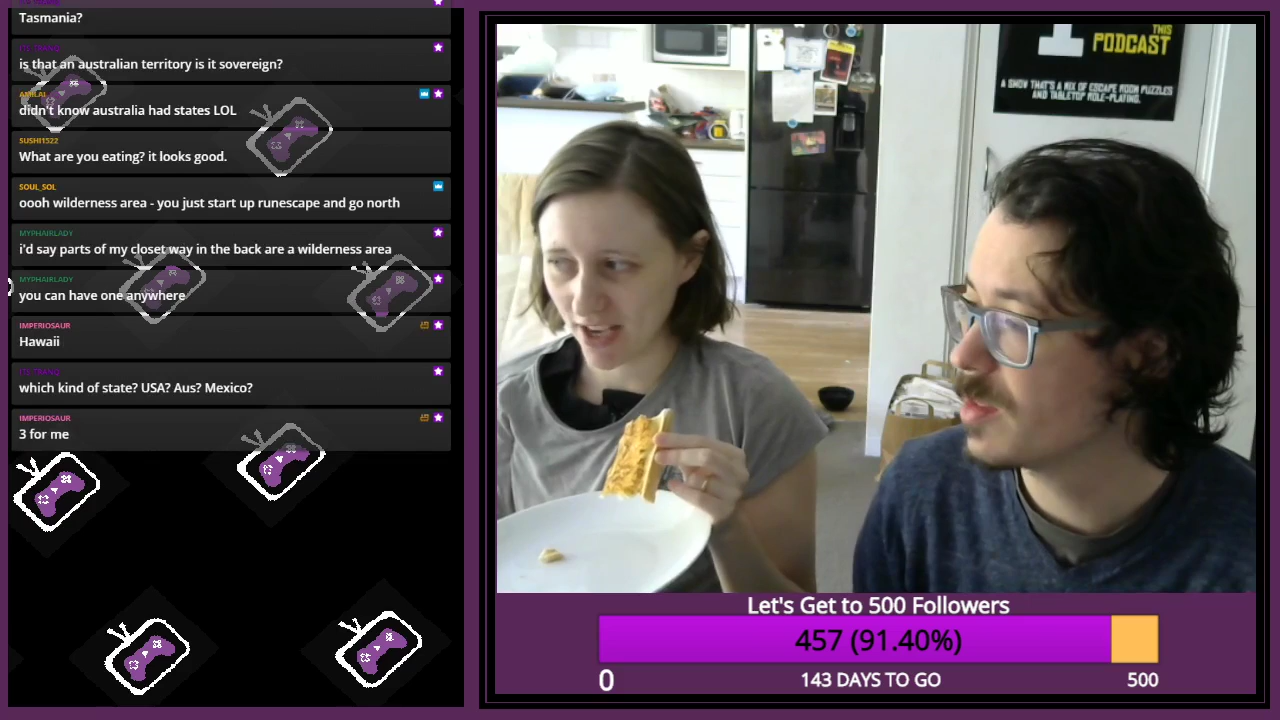 Tasmania?
is that an australian territory is it sovereign?
AMILAI
didn't know australia had states LOL
SUSHI1522
What are you eating? it looks good.
SOUL_SOL
oooh wilderness area - you just start up runescape and go north
MYPHAIRLADY
i'd say parts of my closet way in the back are a wilderness area
MYPHAIRLADY
you can have one anywhere
IMPERIOSAUR
Hawaii
which kind of state? USA? Aus? Mexico?
IMPERIOSAUR
3 for me
THIS
PODCAST
A SHOW THAT'S A MIX OF ESCAPE ROOM PUZZLES
AND TABLETOP ROLE-PLAYING.
Let's Get to 500 Followers
457 (91.40%)
0
143 DAYS TO GO
500